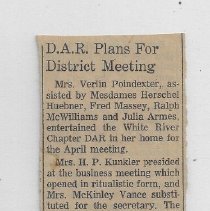 D.A.R. Plans For
District Meeting
Mrs. Verlin Poindexter, as-
sisted by Mesdames Herschel
Huebner, Fred Massey, Ralph
McWilliams and Julia Armes,
entertained the White River
Chapter DAR in her home for
the April meeting.
Mrs. H. P. Kunkler presided
at the business meeting which
opened in ritualistic form, and
Mrs. McKinley Vance substi-
tuted for the secretary. The